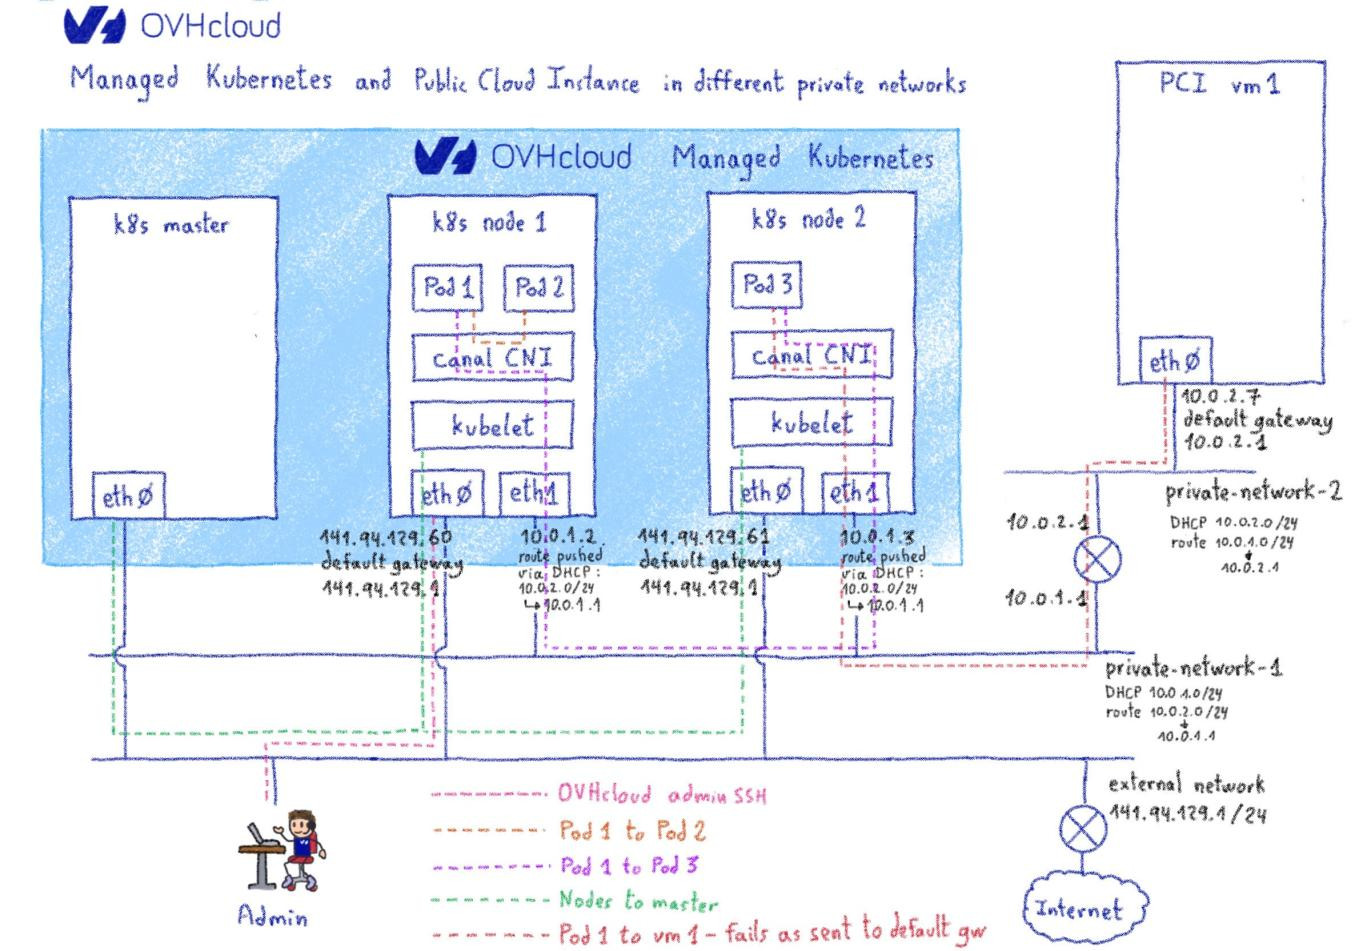 OVHcloud
Managed Kubernetes and Public Cloud Instance in different private networks
OVHcloud Managed Kubernetes
k8s master
eth0
k8s node 1
Pod 1
Pod 2
canal CNI
kubelet
eth0
eth1
k8s node 2
Pod 3
canal CNI
kubelet
eth0
eth1
PCI vm1
eth0
10.0.2.7
default gateway
10.0.2.1
141.94.129.60
default gateway
141.94.129.1
10.0.1.2.
route pushed
via DHCP:
10.0.2.0/24
↳10.0.1.1
141.94.129.61
default gateway
141.94.129.1
10.0.1.3
route pushed
via DHCP:
10.0.2.0/24
↳10.0.1.1
private-network-2
DHCP 10.0.2.0/24
route 10.0.1.0/24
↓
10.0.2.1
10.0.2.1
10.0.1.1
private-network-1
DHCP 10.0.1.0/24
route 10.0.2.0/24
↓
10.0.1.1
external network
141.94.129.1/24
Internet
Admin
OVHcloud admin SSH
Pod 1 to Pod 2
Pod 1 to Pod 3
Nodes to master
Pod 1 to vm1 - fails as sent to default gw